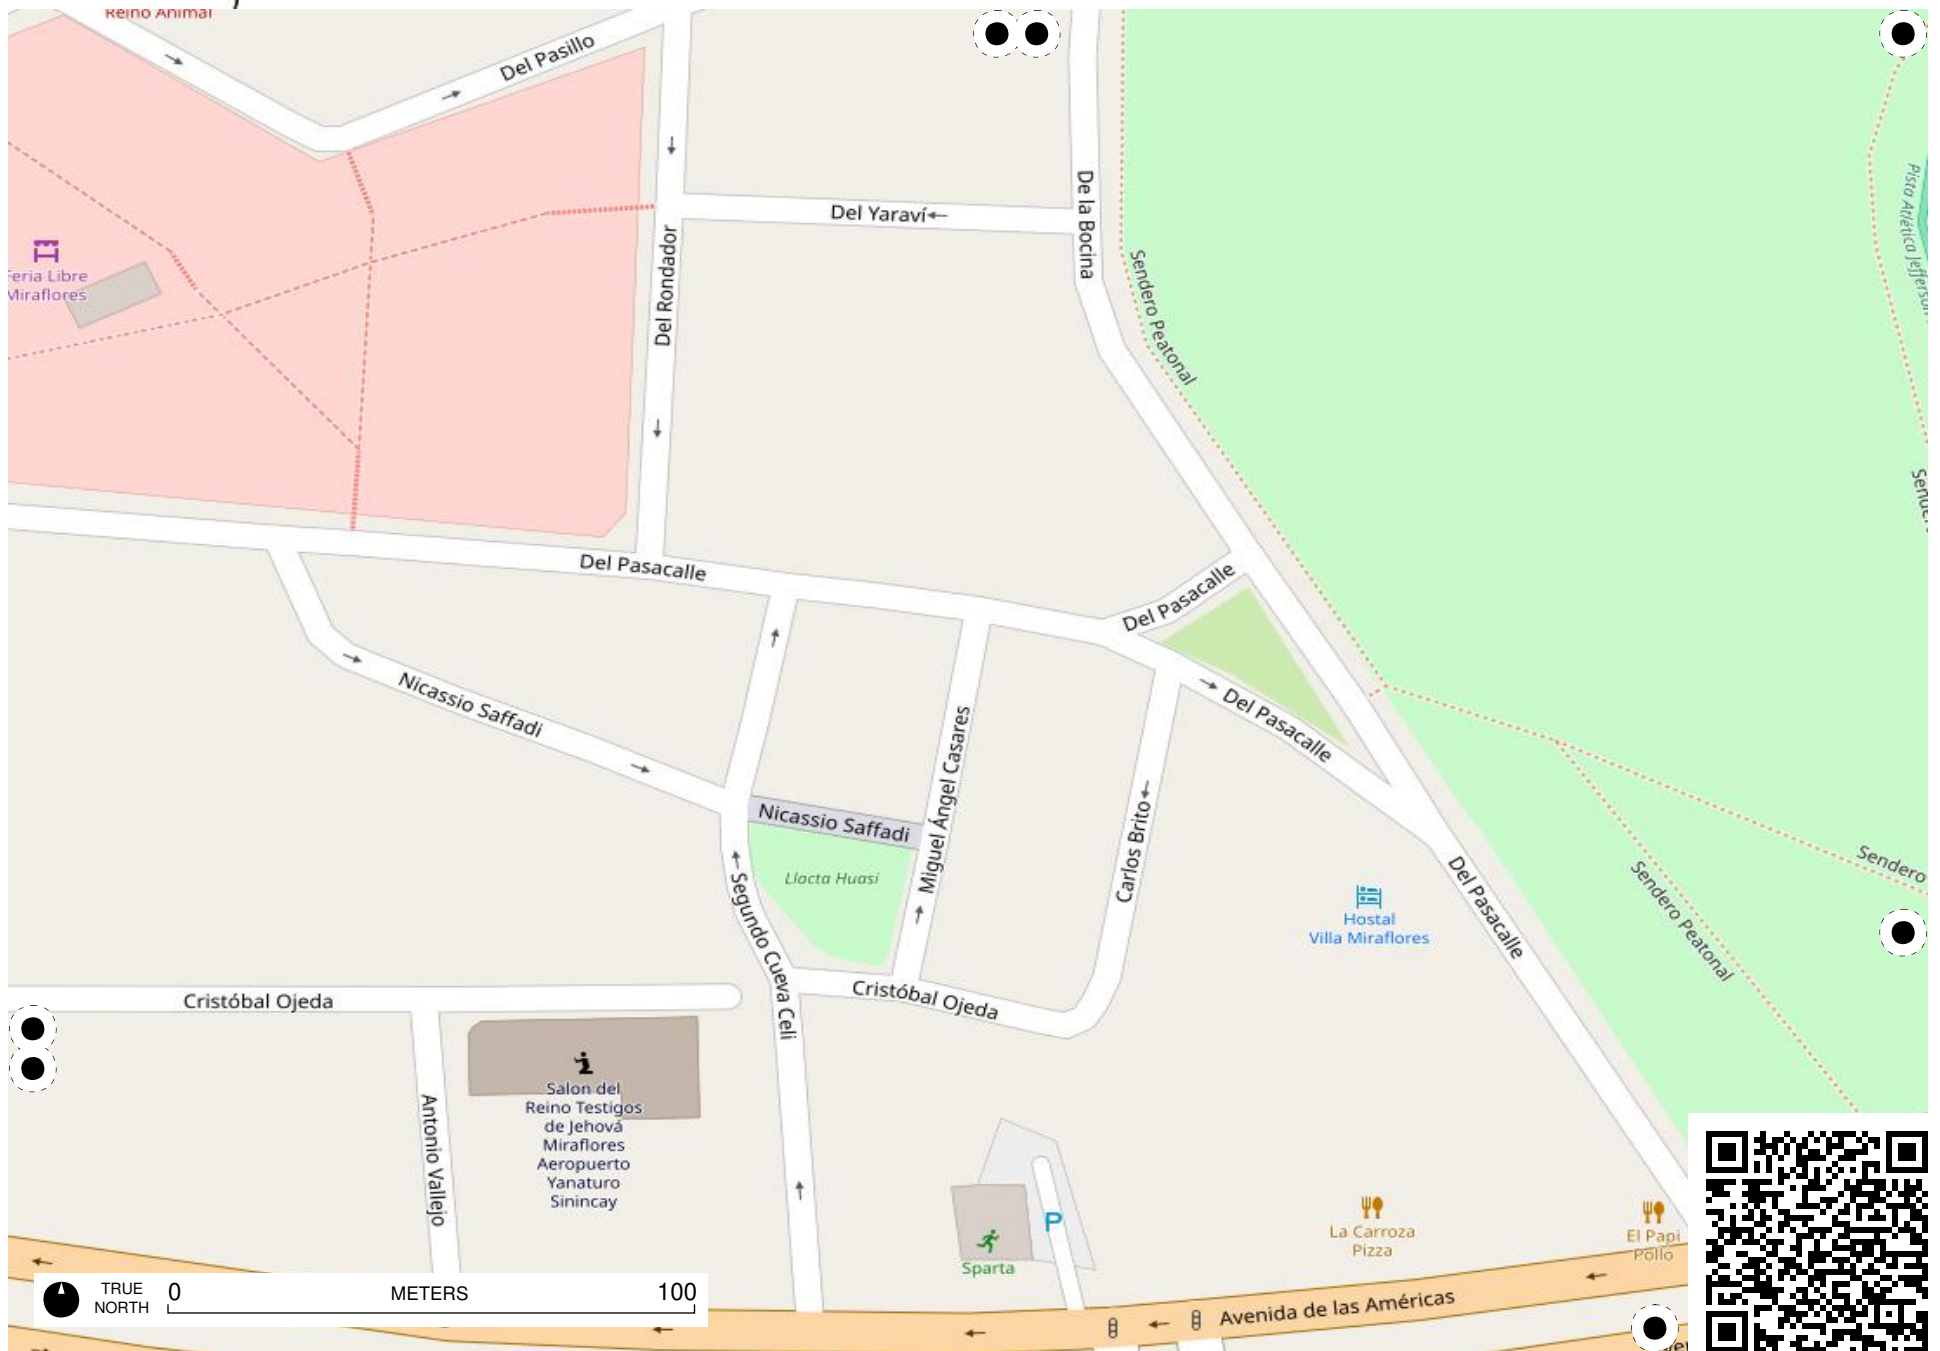 Reino Animal
Del Pasillo
Del Yaraví
De la Bocina
Sendero Peatonal
Del Rondador
Feria Libre
Miraflores
Del Pasacalle
Del Pasacalle
Del Pasacalle
Nicassio Saffadi
Nicassio Saffadi
Miguel Ángel Casares
Carlos Brito
Llacta Huasi
Segundo Cueva Celi
Del Pasacalle
Hostal
Villa Miraflores
Sendero
Sendero Peatonal
Cristóbal Ojeda
Cristóbal Ojeda
Antonio Vallejo
Salon del
Reino Testigos
de Jehová
Miraflores
Aeropuerto
Yanaturo
Sinincay
P
Sparta
La Carroza
Pizza
El Papi
Pollo
Avenida de las Américas
TRUE
NORTH
0 METERS 100